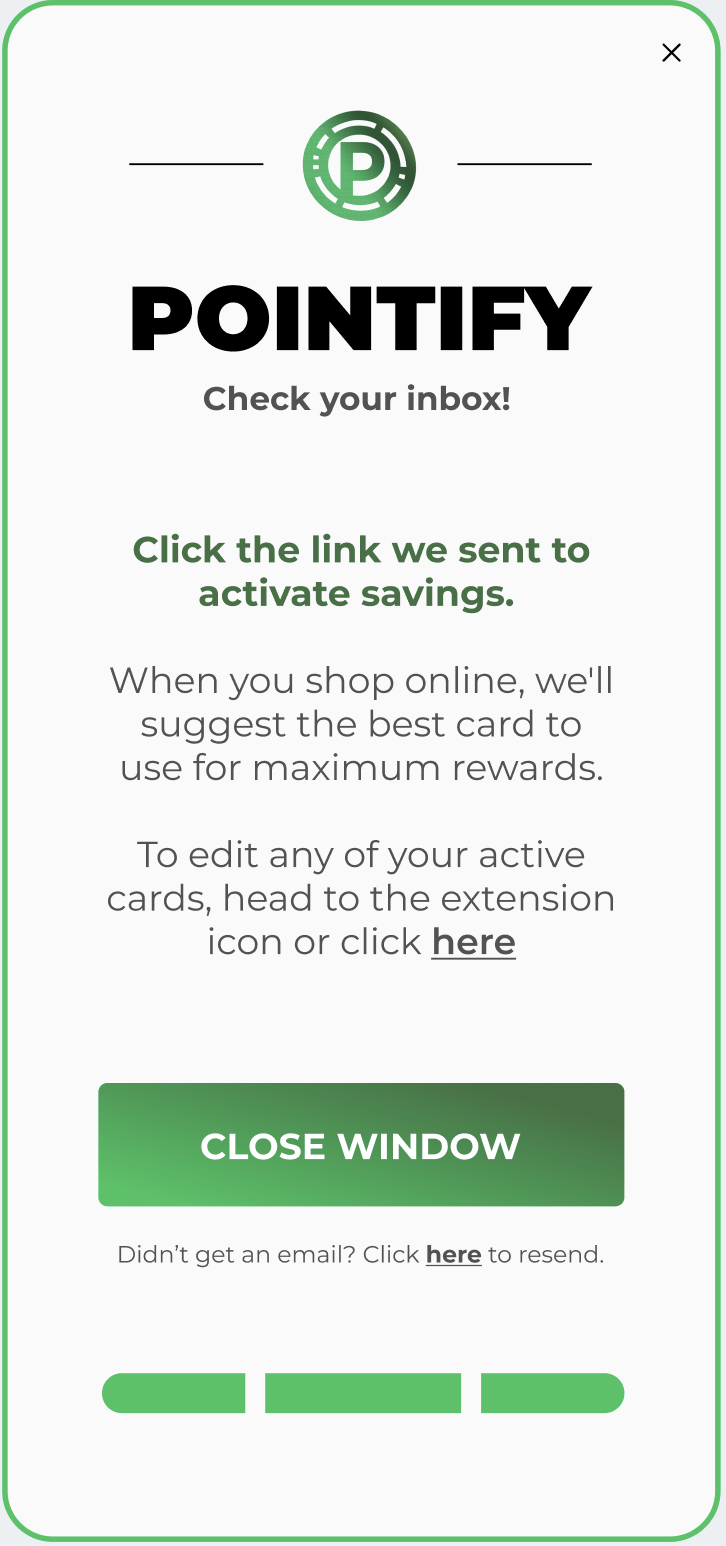 P
POINTIFY
Check your inbox!
Click the link we sent to
activate savings.
When you shop online, we'll
suggest the best card to
use for maximum rewards.
To edit any of your active
cards, head to the extension
icon or click here
CLOSE WINDOW
Didn’t get an email? Click here to resend.